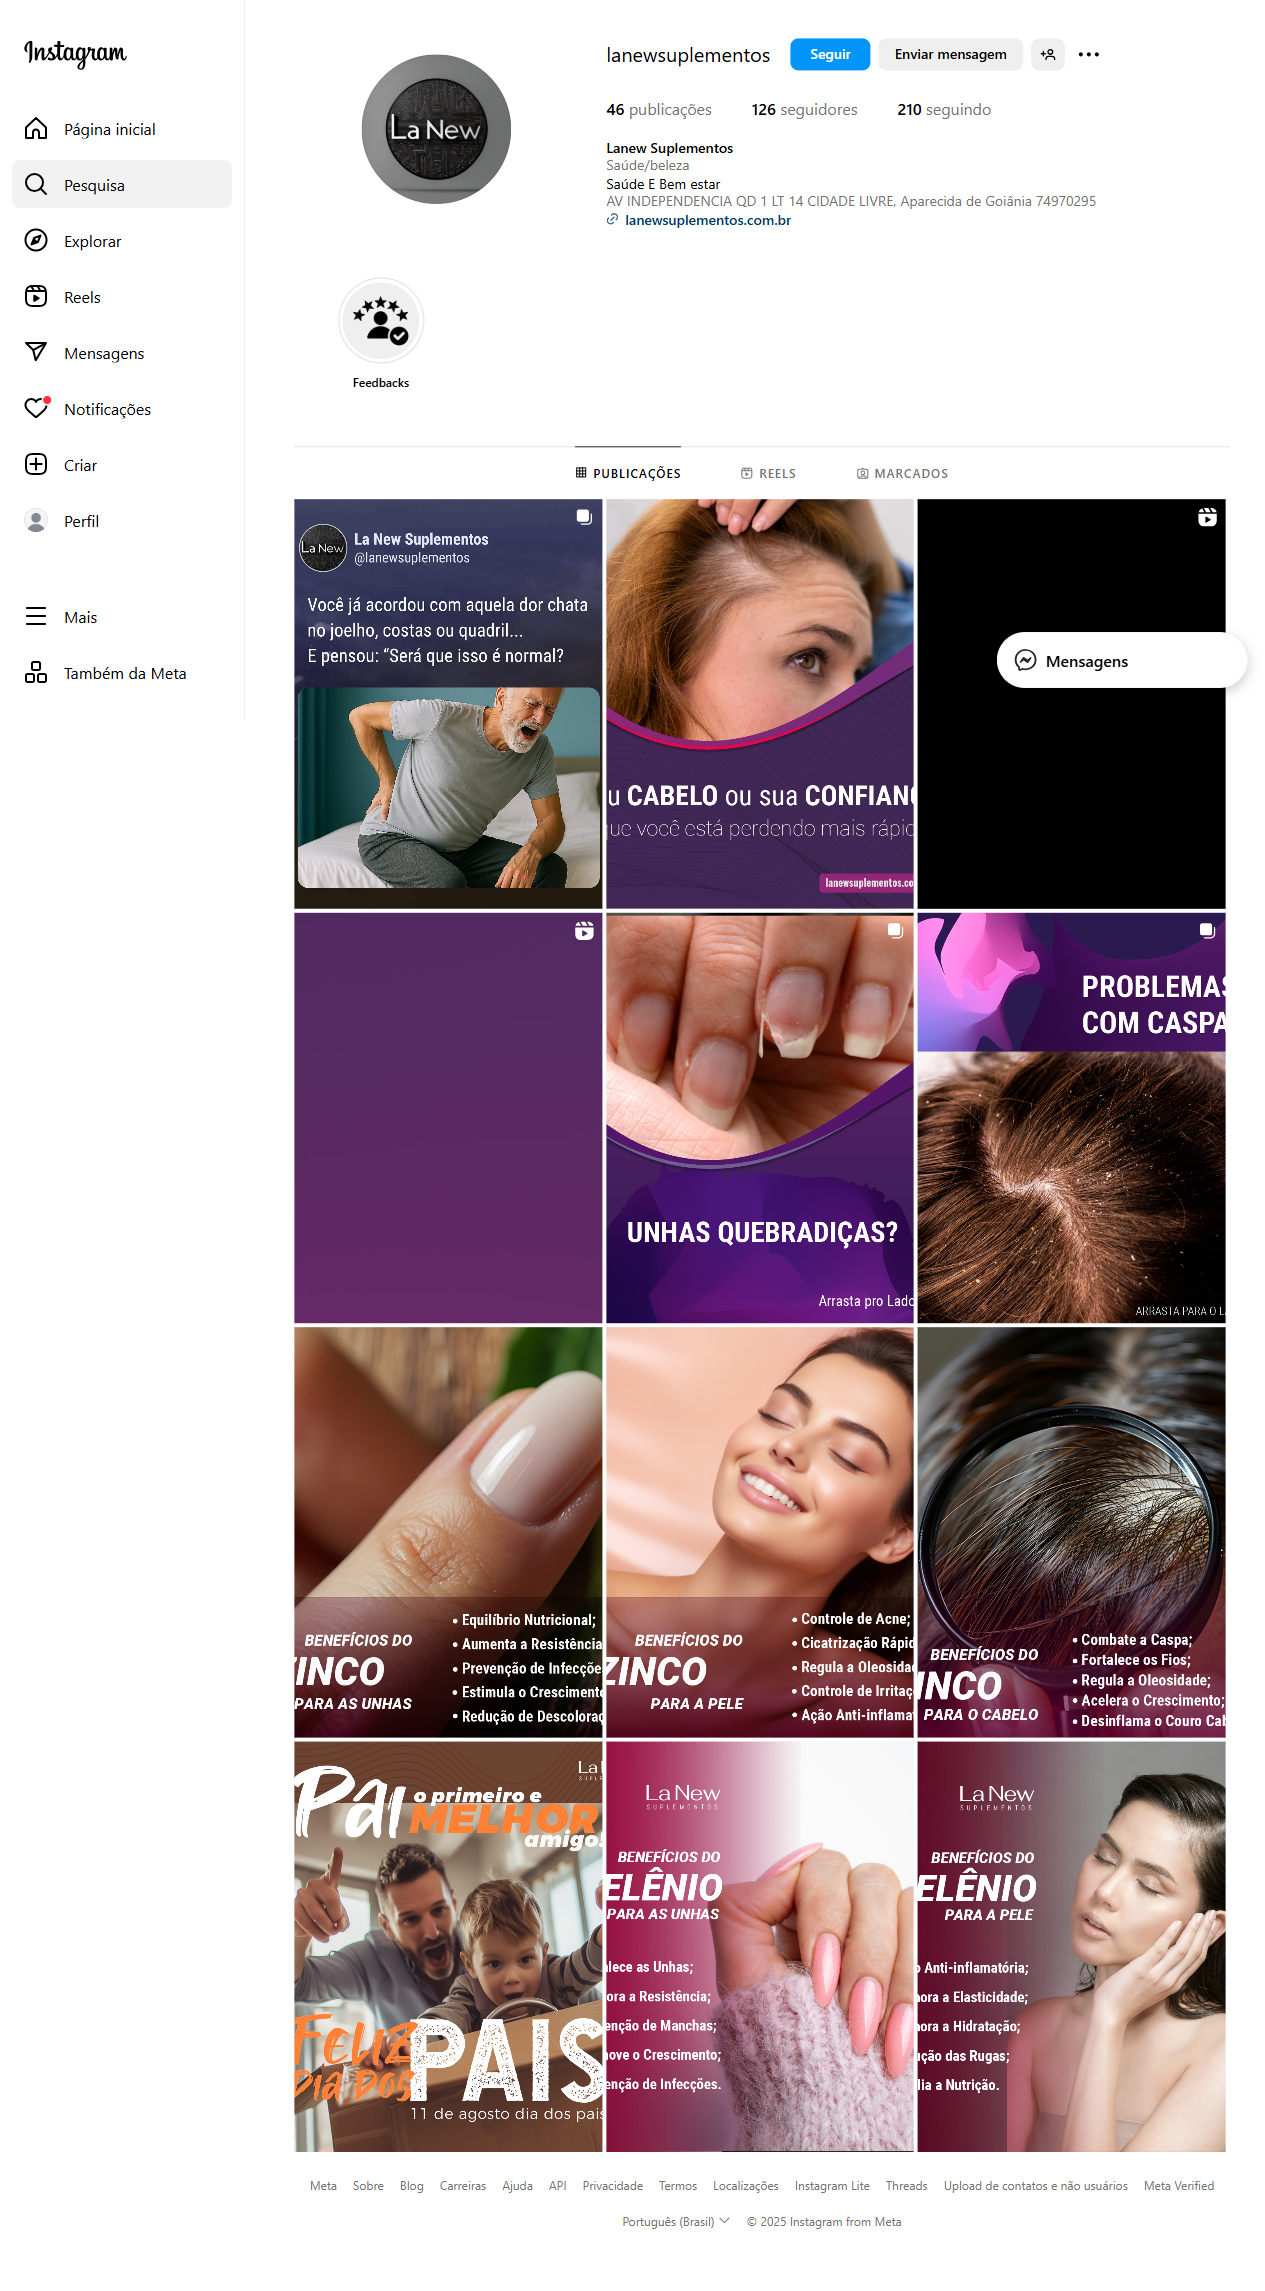 Instagram
Página inicial
Pesquisa
Explorar
Reels
Mensagens
Notificações
Criar
Perfil
Mais
Também da Meta
La New
lanewsuplementos
Seguir
Enviar mensagem
46 publicações
126 seguidores
210 seguindo
Lanew Suplementos
Saúde/beleza
Saúde E Bem estar
AV INDEPENDENCIA QD 1 LT 14 CIDADE LIVRE, Aparecida de Goiânia 74970295
lanewsuplementos.com.br
Feedbacks
PUBLICAÇÕES
REELS
MARCADOS
La New
La New Suplementos
@lanewsuplementos
Você já acordou com aquela dor chata
no joelho, costas ou quadril...
E pensou: “Será que isso é normal?
u CABELO ou sua CONFIANÇ
ue você está perdendo mais rápic
lanewsuplementos.co
Mensagens
UNHAS QUEBRADIÇAS?
Arrasta pro Lado
PROBLEMAS
COM CASPA
ARRASTA PARA O L
BENEFÍCIOS DO
ZINCO
PARA AS UNHAS
• Equilíbrio Nutricional;
• Aumenta a Resistência
• Prevenção de Infecçõe
• Estimula o Crescimento
• Redução de Descoloraç
BENEFÍCIOS DO
ZINCO
PARA A PELE
• Controle de Acne;
• Cicatrização Rápid
• Regula a Oleosidad
• Controle de Irritaç
• Ação Anti-inflamat
BENEFÍCIOS DO
INCO
PARA O CABELO
• Combate a Caspa;
• Fortalece os Fios;
• Regula a Oleosidade;
• Acelera o Crescimento;
• Desinflama o Couro Cab
La
SUPLE
Pai
o primeiro e
MELHOR
amigo!
FELIZ
DIA DOS
PAIS
11 de agosto dia dos pais
La New
SUPLEMENTOS
BENEFÍCIOS DO
ELÊNIO
PARA AS UNHAS
alece as Unhas;
ora a Resistência;
enção de Manchas;
ove o Crescimento;
enção de Infecções.
La New
SUPLEMENTOS
BENEFÍCIOS DO
ELÊNIO
PARA A PELE
o Anti-inflamatória;
hora a Elasticidade;
hora a Hidratação;
ução das Rugas;
lia a Nutrição.
Meta
Sobre
Blog
Carreiras
Ajuda
API
Privacidade
Termos
Localizações
Instagram Lite
Threads
Upload de contatos e não usuários
Meta Verified
Português (Brasil)
© 2025 Instagram from Meta